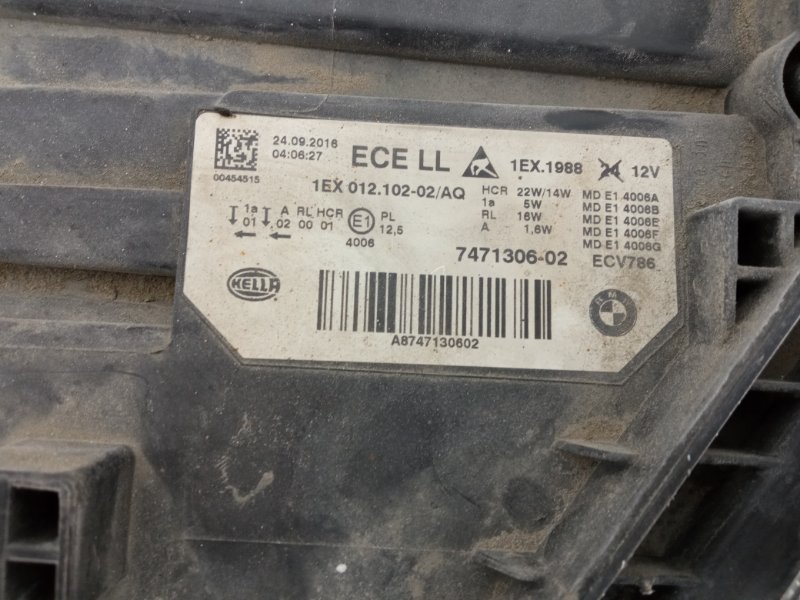 24.09.2016
04:06:27
00454515
ECE LL
1EX.1988 24 12V
1EX 012.102-02/AQ
HCR 22W/14W
1a 5W
RL 16W
A 1,6W
MD E1 4006A
MD E1 4006B
MD E1 4006E
MD E1 4006F
MD E1 4006G
1a A RL HCR
01 02 00 01
E1
PL
12,5
4006
7471306-02
ECV786
HELLA
A8747130602
BMW